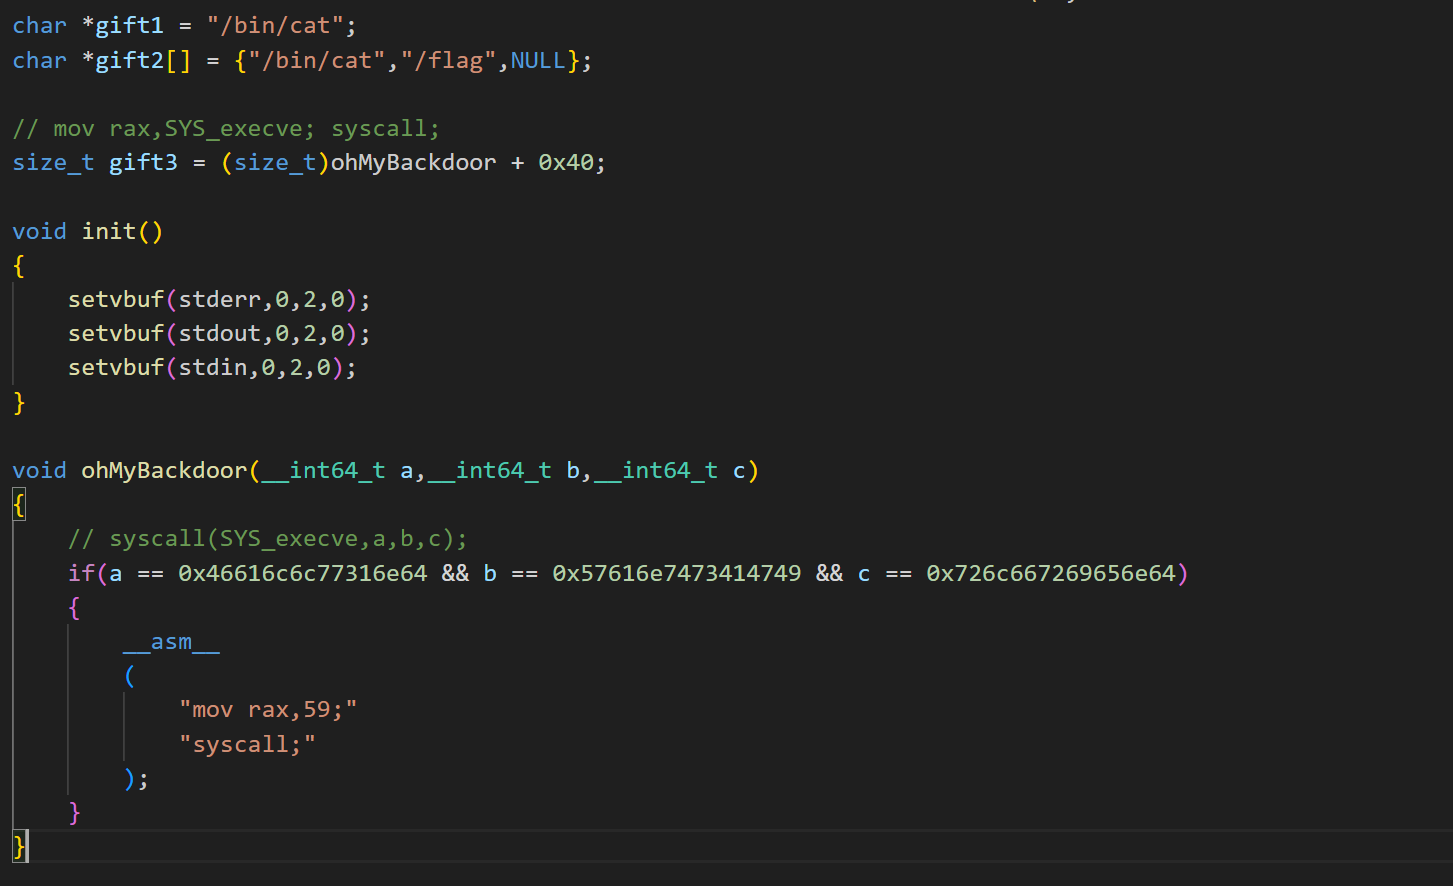 char *gift1 = "/bin/cat";
char *gift2[] = {"/bin/cat","/flag",NULL};
// mov rax,SYS_execve; syscall;
size_t gift3 = (size_t)ohMyBackdoor + 0x40;
void init()
{
    setvbuf(stderr,0,2,0);
    setvbuf(stdout,0,2,0);
    setvbuf(stdin,0,2,0);
}
void ohMyBackdoor(__int64_t a,__int64_t b,__int64_t c)
{
    // syscall(SYS_execve,a,b,c);
    if(a == 0x46616c6c77316e64 && b == 0x57616e7473414749 && c == 0x726c667269656e64)
    {
        __asm__
        (
            "mov rax,59;"
            "syscall;"
        );
    }
}